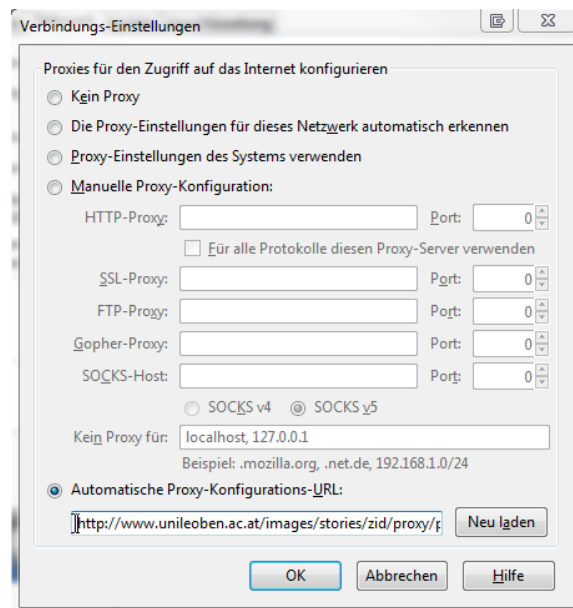 Verbindungs-Einstellungen
Proxies für den Zugriff auf das Internet konfigurieren
Kein Proxy
Die Proxy-Einstellungen für dieses Netzwerk automatisch erkennen
Proxy-Einstellungen des Systems verwenden
Manuelle Proxy-Konfiguration:
HTTP-Proxy: Port: 0
Für alle Protokolle diesen Proxy-Server verwenden
SSL-Proxy: Port: 0
FTP-Proxy: Port: 0
Gopher-Proxy: Port: 0
SOCKS-Host: Port: 0
SOCKS v4 SOCKS v5
Kein Proxy für: localhost, 127.0.0.1
Beispiel: .mozilla.org, .net.de, 192.168.1.0/24
Automatische Proxy-Konfigurations-URL:
http://www.unileoben.ac.at/images/stories/zid/proxy/p Neu laden
OK Abbrechen Hilfe